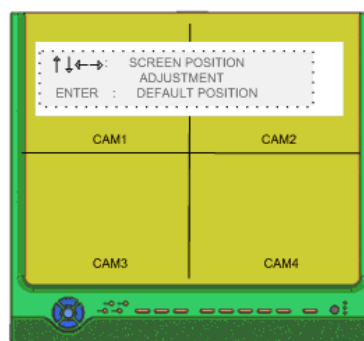 ↑↓←→: SCREEN POSITION
ADJUSTMENT
ENTER : DEFAULT POSITION
CAM1 CAM2
CAM3 CAM4